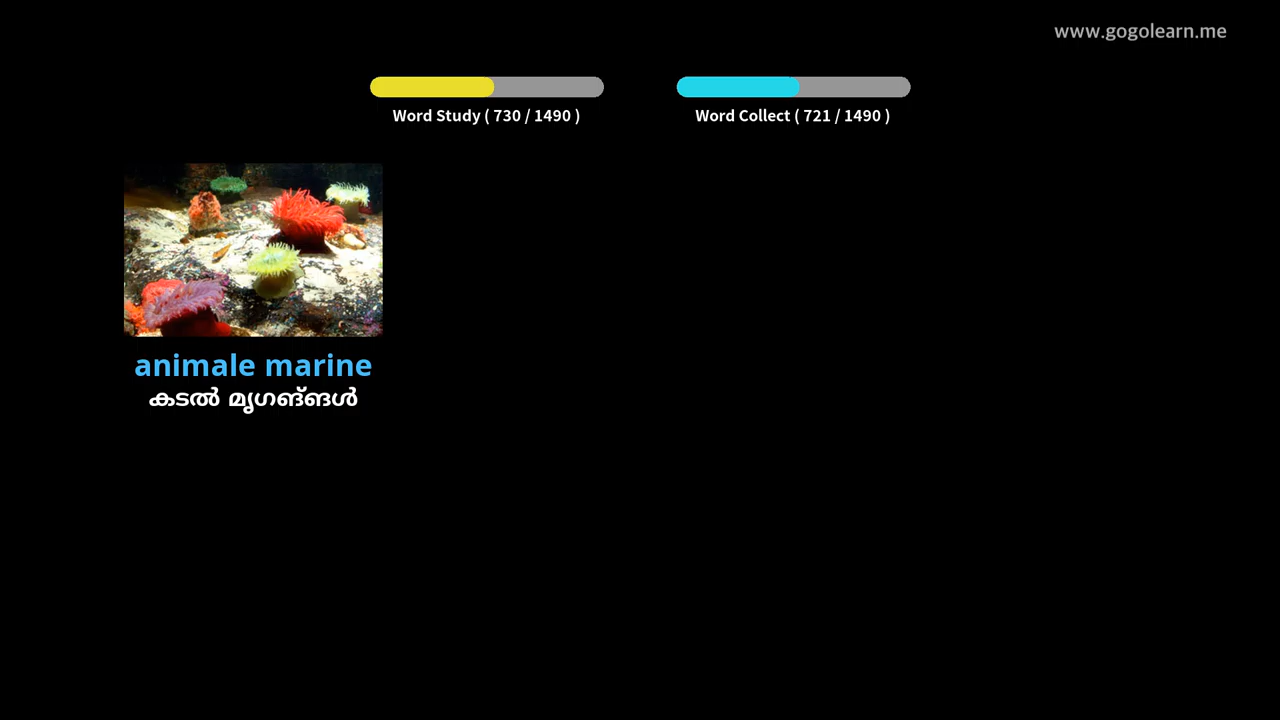 www.gogolearn.me
Word Study ( 730 / 1490 )
Word Collect ( 721 / 1490 )
animale marine
കടൽ മൃഗങ്ങൾ